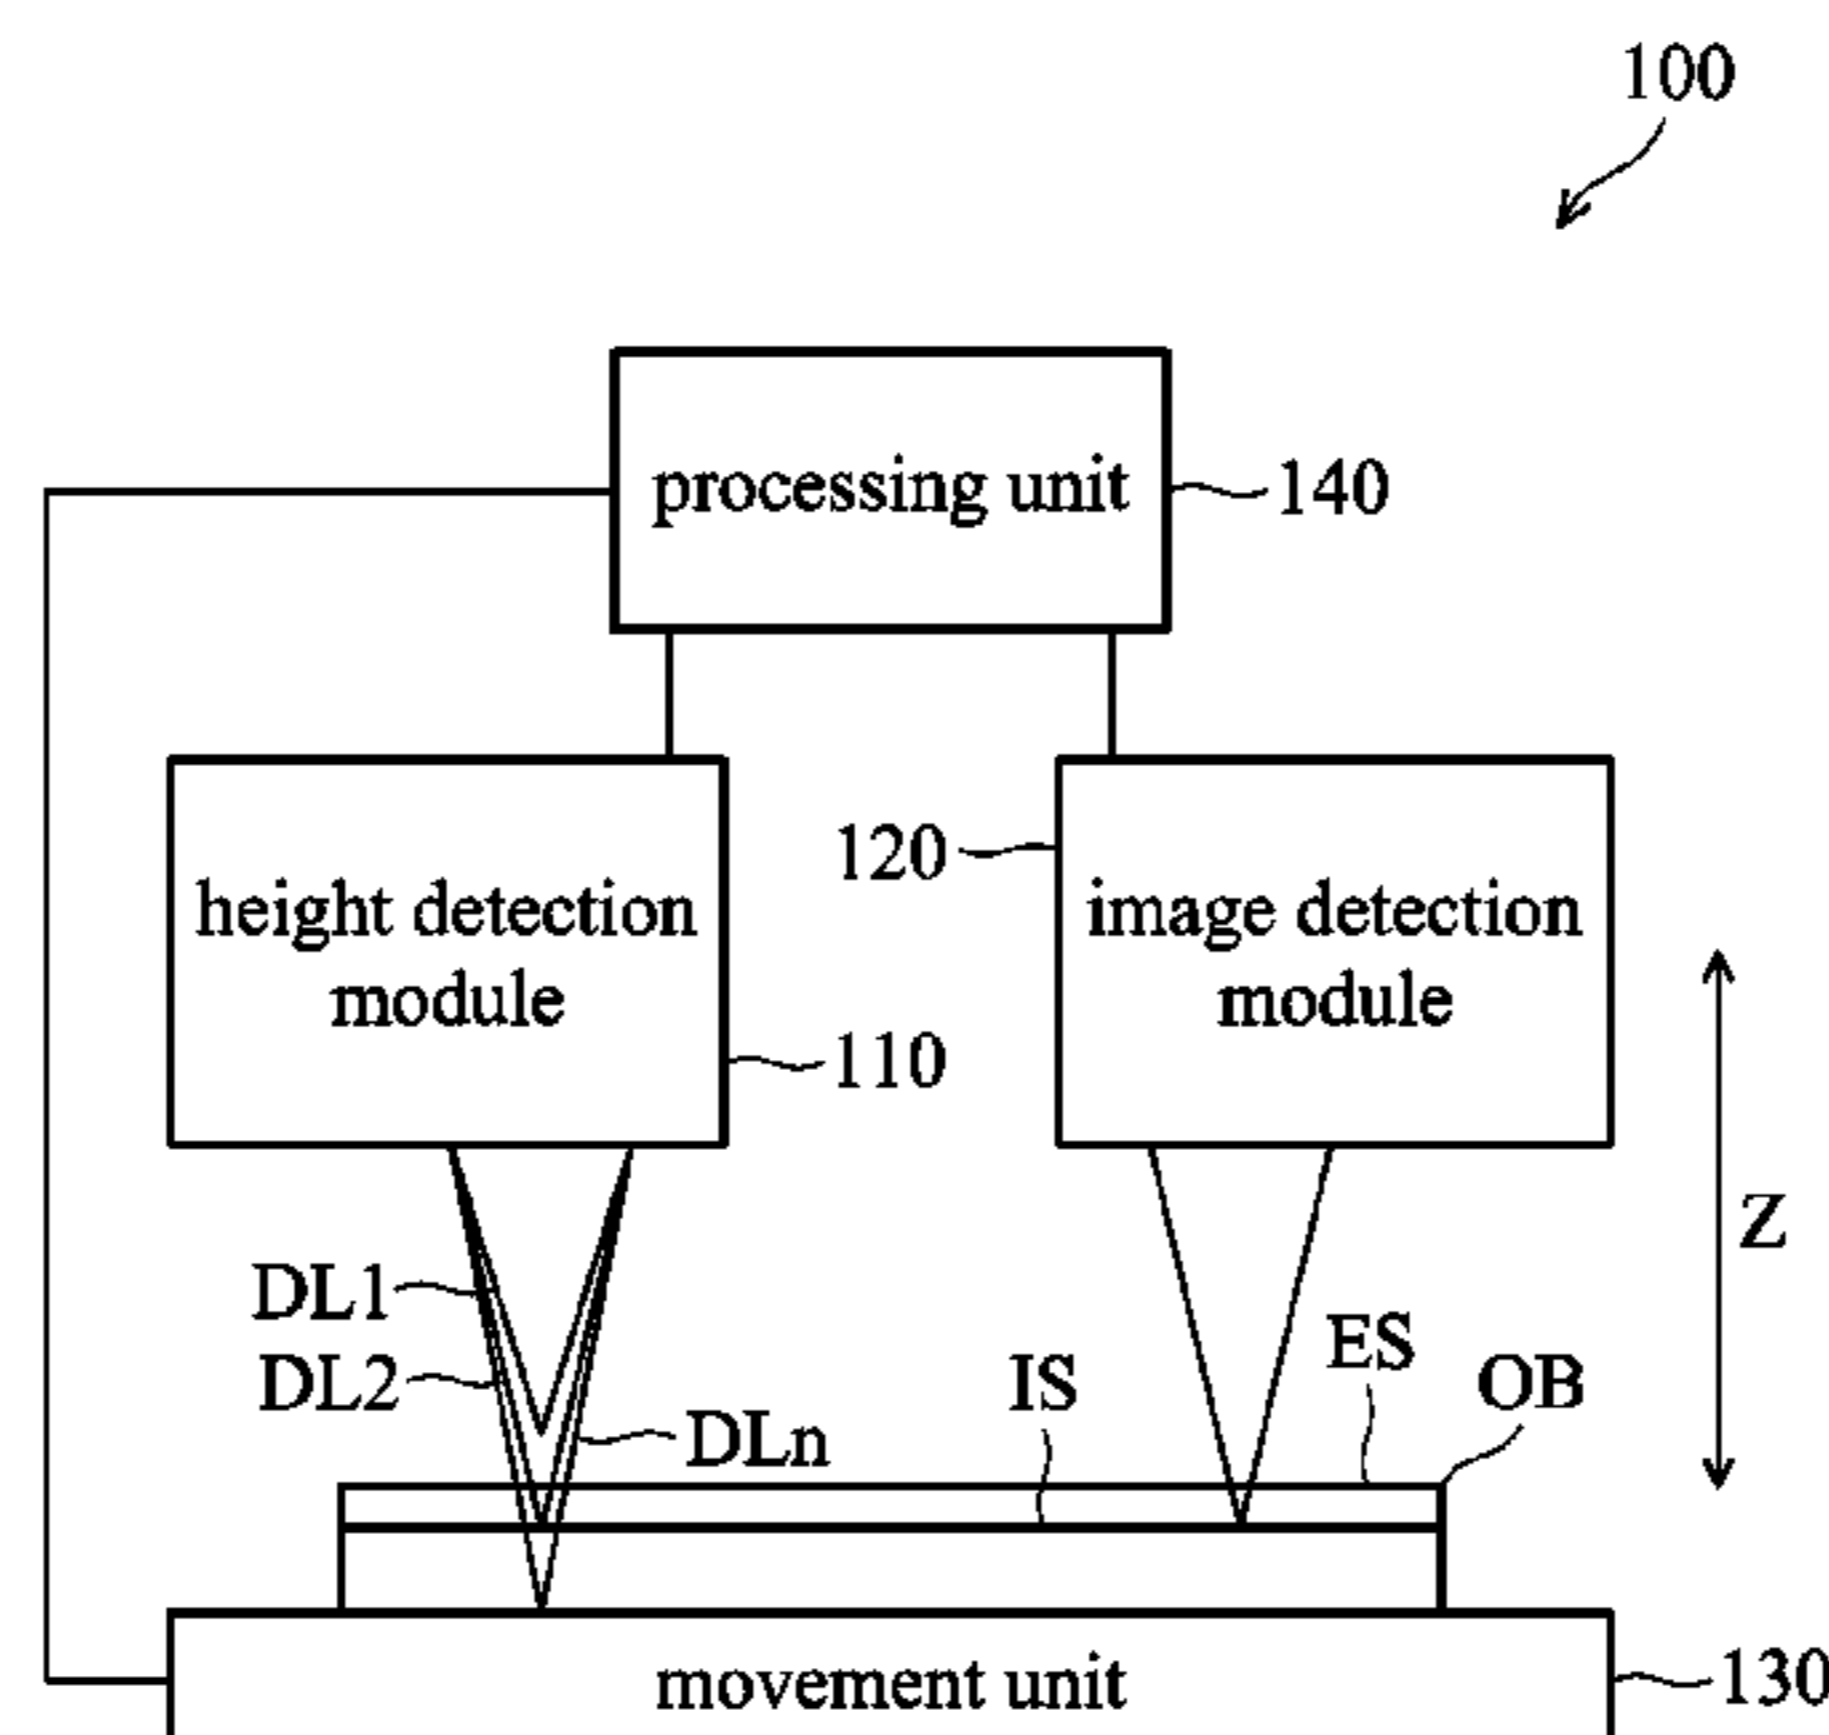 100
processing unit
140
height detection
module
120
image detection
module
110
Z
DL1
DL2
DLn
IS
ES
OB
movement unit
130